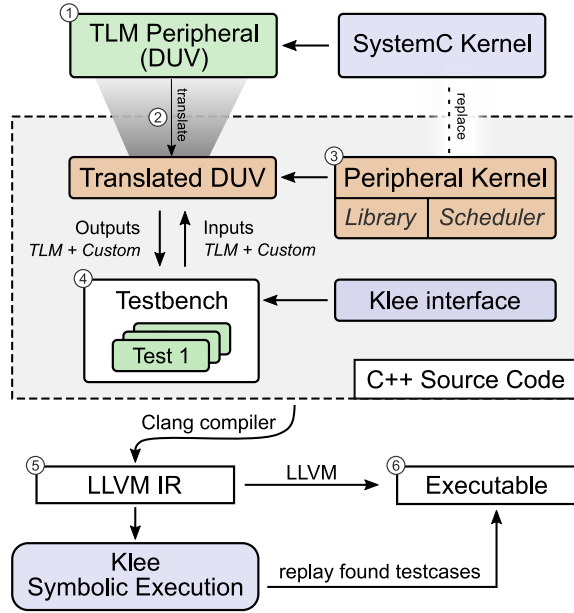 1
TLM Peripheral
(DUV)
SystemC Kernel
2
translate
replace
Translated DUV
3
Peripheral Kernel
Library
Scheduler
Outputs
TLM + Custom
Inputs
TLM + Custom
4
Testbench
Test 1
Klee interface
C++ Source Code
Clang compiler
5
LLVM IR
LLVM
6
Executable
Klee
Symbolic Execution
replay found testcases